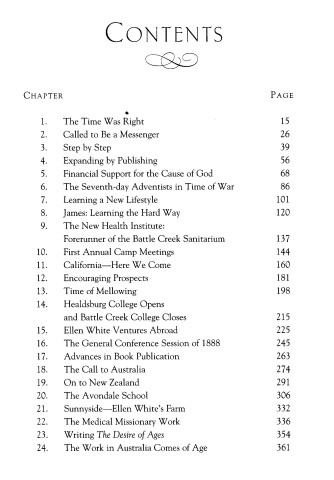 CONTENTS
CHAPTER PAGE
1. The Time Was Right 15
2. Called to Be a Messenger 26
3. Step by Step 39
4. Expanding by Publishing 56
5. Financial Support for the Cause of God 68
6. The Seventh-day Adventists in Time of War 86
7. Learning a New Lifestyle 101
8. James: Learning the Hard Way 120
9. The New Health Institute:
Forerunner of the Battle Creek Sanitarium 137
10. First Annual Camp Meetings 144
11. California—Here We Come 160
12. Encouraging Prospects 181
13. Time of Mellowing 198
14. Healdsburg College Opens
and Battle Creek College Closes 215
15. Ellen White Ventures Abroad 225
16. The General Conference Session of 1888 245
17. Advances in Book Publication 263
18. The Call to Australia 274
19. On to New Zealand 291
20. The Avondale School 306
21. Sunnyside—Ellen White's Farm 332
22. The Medical Missionary Work 336
23. Writing The Desire of Ages 354
24. The Work in Australia Comes of Age 361